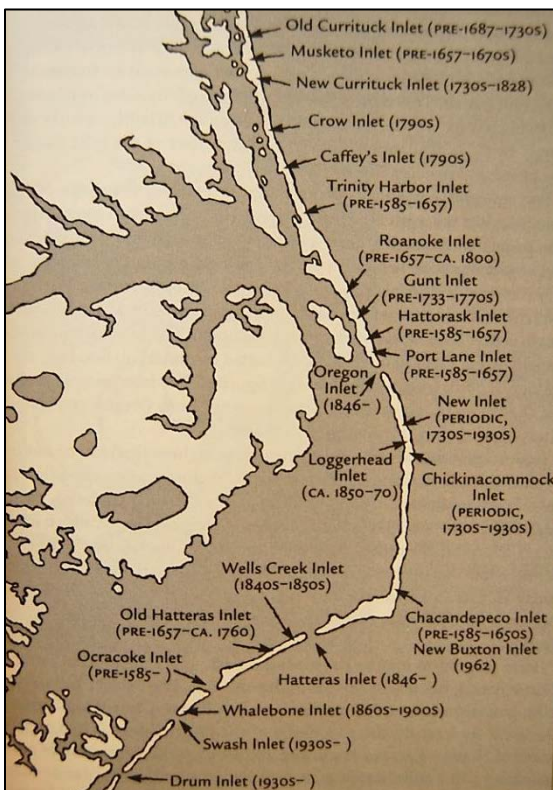 Old Currituck Inlet (PRE-1687–1730S)
Musketo Inlet (PRE-1657–1670S)
New Currituck Inlet (1730S–1828)
Crow Inlet (1790S)
Caffey's Inlet (1790S)
Trinity Harbor Inlet
(PRE-1585–1657)
Roanoke Inlet
(PRE-1657–CA. 1800)
Gunt Inlet
(PRE-1733–1770S)
Hattorask Inlet
(PRE-1585–1657)
Port Lane Inlet
(PRE-1585–1657)
Oregon
Inlet
(1846– )
New Inlet
(PERIODIC,
1730S–1930S)
Loggerhead
Inlet
(CA. 1850–70)
Chickinacommock
Inlet
(PERIODIC,
1730S–1930S)
Wells Creek Inlet
(1840S–1850S)
Old Hatteras Inlet
(PRE-1657–CA. 1760)
Chacandepeco Inlet
(PRE-1585–1650S)
New Buxton Inlet
(1962)
Ocracoke Inlet
(PRE-1585– )
Hatteras Inlet (1846– )
Whalebone Inlet (1860S–1900S)
Swash Inlet (1930S– )
Drum Inlet (1930S– )